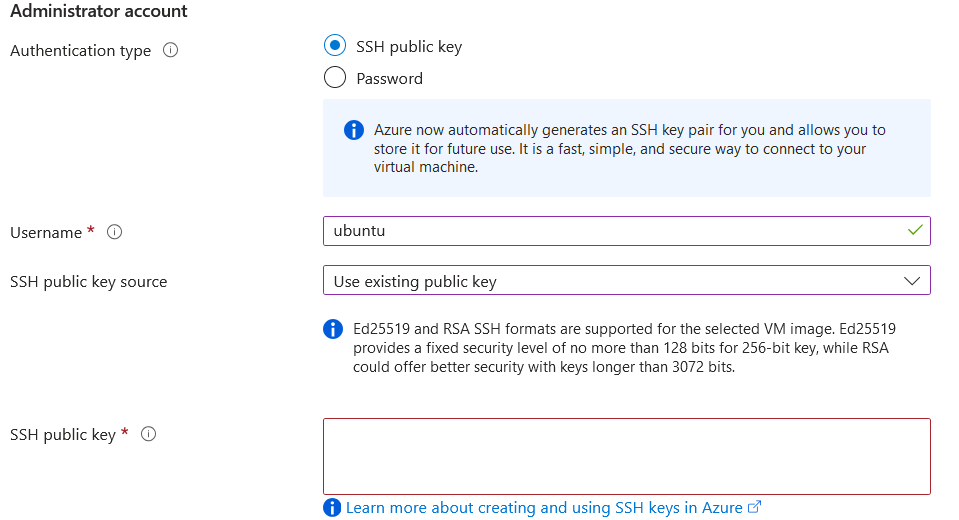 Administrator account
Authentication type
SSH public key
Password
Azure now automatically generates an SSH key pair for you and allows you to
store it for future use. It is a fast, simple, and secure way to connect to your
virtual machine.
Username *
ubuntu
SSH public key source
Use existing public key
Ed25519 and RSA SSH formats are supported for the selected VM image. Ed25519
provides a fixed security level of no more than 128 bits for 256-bit key, while RSA
could offer better security with keys longer than 3072 bits.
SSH public key *
Learn more about creating and using SSH keys in Azure